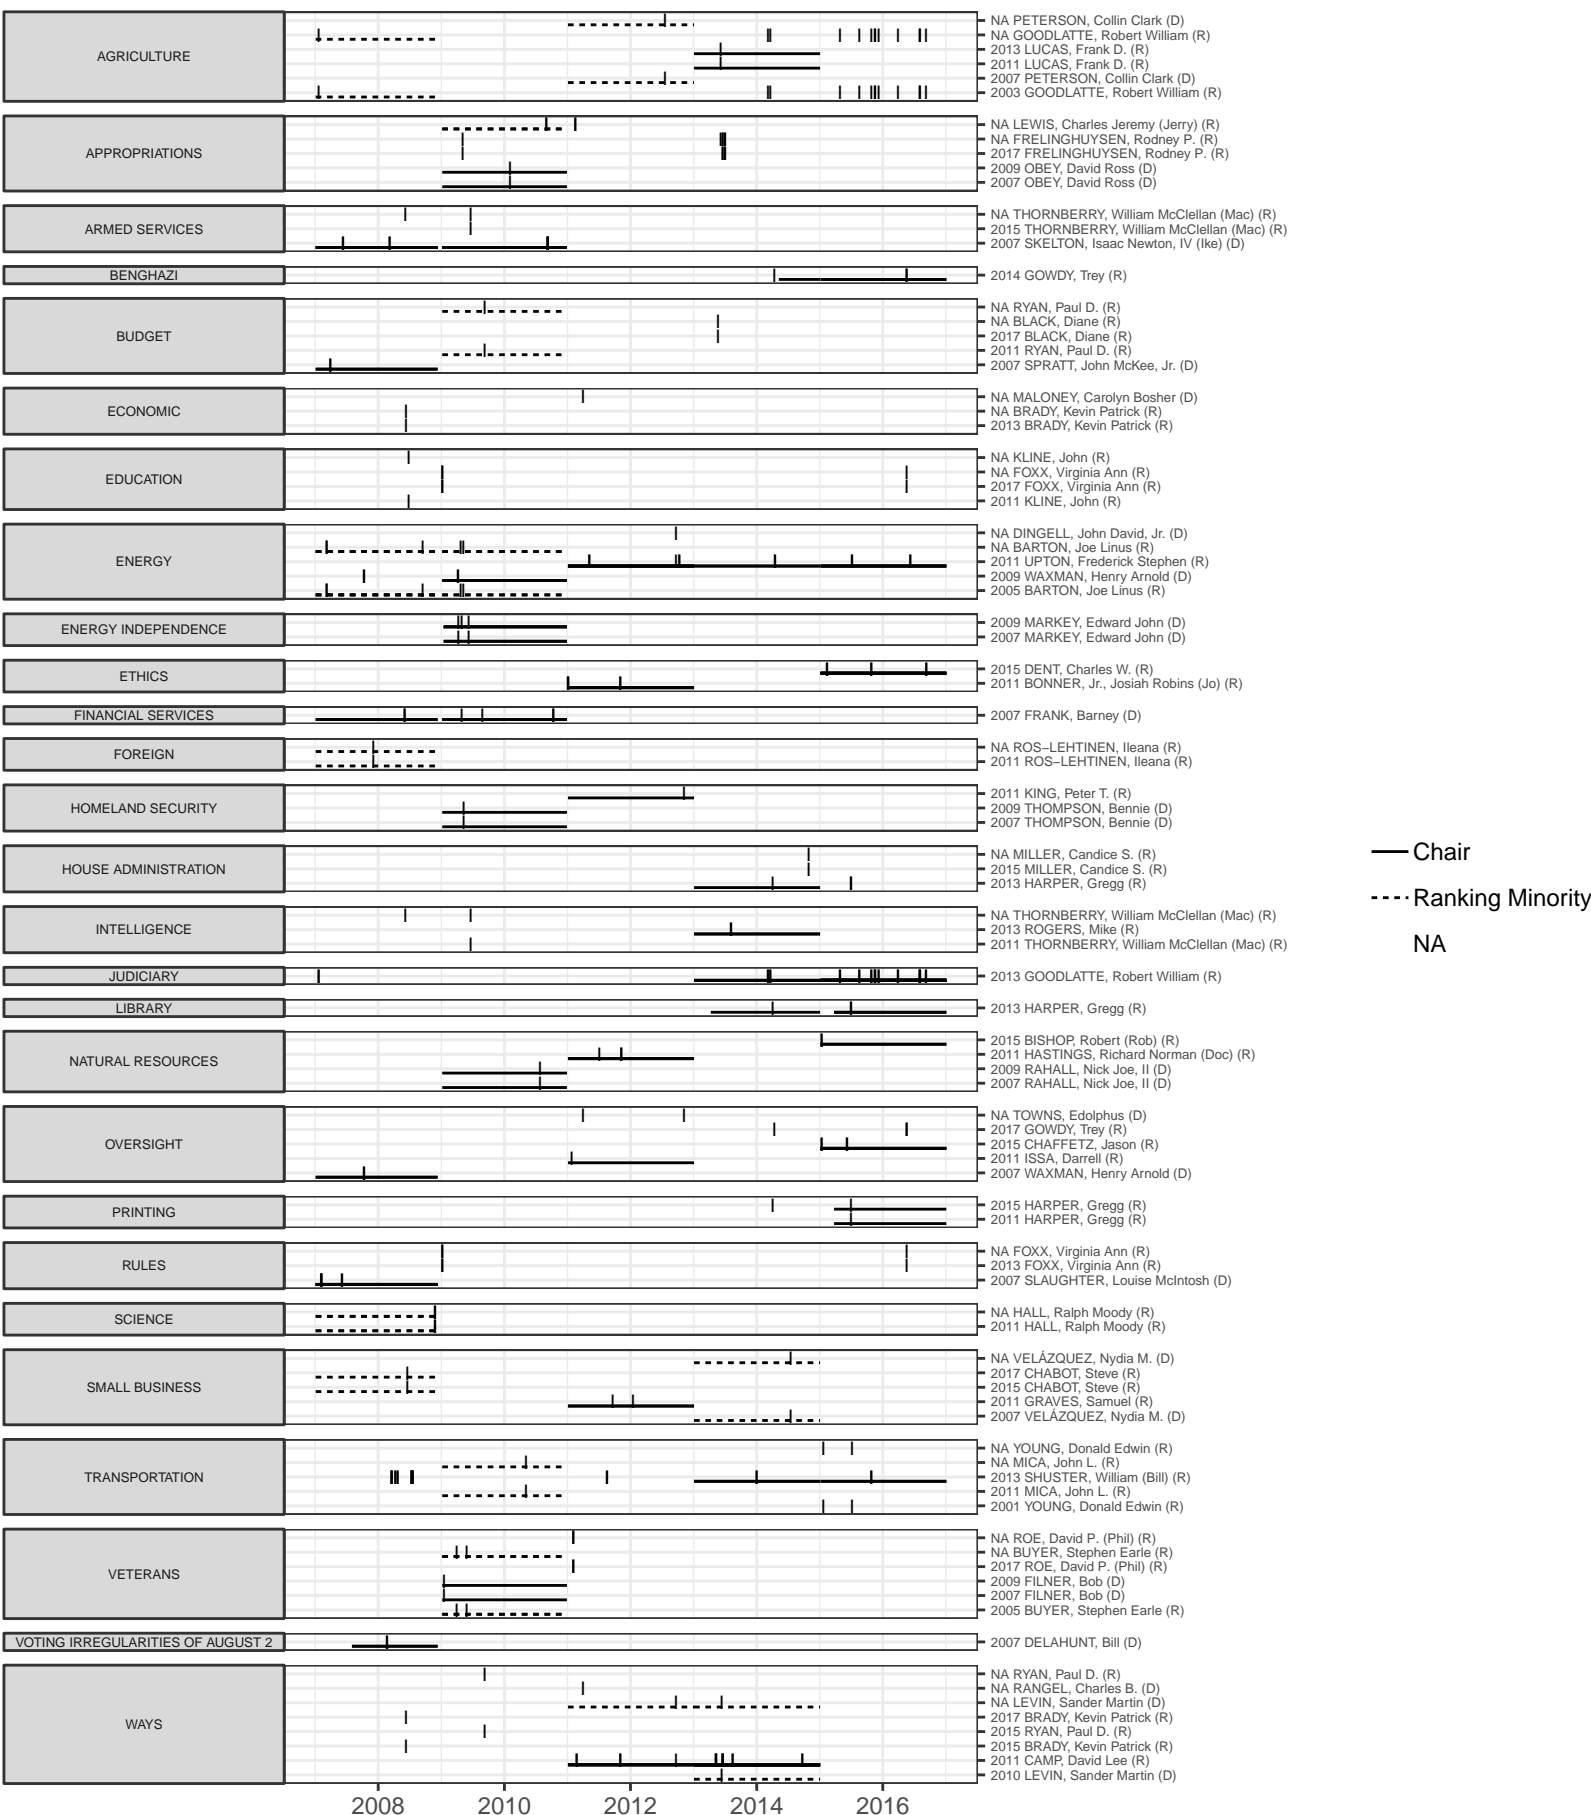 AGRICULTURE
NA PETERSON, Collin Clark (D)
NA GOODLATTE, Robert William (R)
2013 LUCAS, Frank D. (R)
2011 LUCAS, Frank D. (R)
2007 PETERSON, Collin Clark (D)
2003 GOODLATTE, Robert William (R)
APPROPRIATIONS
NA LEWIS, Charles Jeremy (Jerry) (R)
NA FRELINGHUYSEN, Rodney P. (R)
2017 FRELINGHUYSEN, Rodney P. (R)
2009 OBEY, David Ross (D)
2007 OBEY, David Ross (D)
ARMED SERVICES
NA THORNBERRY, William McClellan (Mac) (R)
2015 THORNBERRY, William McClellan (Mac) (R)
2007 SKELTON, Isaac Newton, IV (Ike) (D)
BENGHAZI
2014 GOWDY, Trey (R)
BUDGET
NA RYAN, Paul D. (R)
NA BLACK, Diane (R)
2017 BLACK, Diane (R)
2011 RYAN, Paul D. (R)
2007 SPRATT, John McKee, Jr. (D)
ECONOMIC
NA MALONEY, Carolyn Bosher (D)
NA BRADY, Kevin Patrick (R)
2013 BRADY, Kevin Patrick (R)
EDUCATION
NA KLINE, John (R)
NA FOXX, Virginia Ann (R)
2017 FOXX, Virginia Ann (R)
2011 KLINE, John (R)
ENERGY
NA DINGELL, John David, Jr. (D)
NA BARTON, Joe Linus (R)
2011 UPTON, Frederick Stephen (R)
2009 WAXMAN, Henry Arnold (D)
2005 BARTON, Joe Linus (R)
ENERGY INDEPENDENCE
2009 MARKEY, Edward John (D)
2007 MARKEY, Edward John (D)
ETHICS
2015 DENT, Charles W. (R)
2011 BONNER, Jr., Josiah Robins (Jo) (R)
FINANCIAL SERVICES
2007 FRANK, Barney (D)
FOREIGN
NA ROS−LEHTINEN, Ileana (R)
2011 ROS−LEHTINEN, Ileana (R)
HOMELAND SECURITY
2011 KING, Peter T. (R)
2009 THOMPSON, Bennie (D)
2007 THOMPSON, Bennie (D)
HOUSE ADMINISTRATION
NA MILLER, Candice S. (R)
2015 MILLER, Candice S. (R)
2013 HARPER, Gregg (R)
INTELLIGENCE
NA THORNBERRY, William McClellan (Mac) (R)
2013 ROGERS, Mike (R)
2011 THORNBERRY, William McClellan (Mac) (R)
JUDICIARY
2013 GOODLATTE, Robert William (R)
LIBRARY
2013 HARPER, Gregg (R)
NATURAL RESOURCES
2015 BISHOP, Robert (Rob) (R)
2011 HASTINGS, Richard Norman (Doc) (R)
2009 RAHALL, Nick Joe, II (D)
2007 RAHALL, Nick Joe, II (D)
OVERSIGHT
NA TOWNS, Edolphus (D)
2017 GOWDY, Trey (R)
2015 CHAFFETZ, Jason (R)
2011 ISSA, Darrell (R)
2007 WAXMAN, Henry Arnold (D)
PRINTING
2015 HARPER, Gregg (R)
2011 HARPER, Gregg (R)
RULES
NA FOXX, Virginia Ann (R)
2013 FOXX, Virginia Ann (R)
2007 SLAUGHTER, Louise McIntosh (D)
SCIENCE
NA HALL, Ralph Moody (R)
2011 HALL, Ralph Moody (R)
SMALL BUSINESS
NA VELÁZQUEZ, Nydia M. (D)
2017 CHABOT, Steve (R)
2015 CHABOT, Steve (R)
2011 GRAVES, Samuel (R)
2007 VELÁZQUEZ, Nydia M. (D)
TRANSPORTATION
NA YOUNG, Donald Edwin (R)
NA MICA, John L. (R)
2013 SHUSTER, William (Bill) (R)
2011 MICA, John L. (R)
2001 YOUNG, Donald Edwin (R)
VETERANS
NA ROE, David P. (Phil) (R)
NA BUYER, Stephen Earle (R)
2017 ROE, David P. (Phil) (R)
2009 FILNER, Bob (D)
2007 FILNER, Bob (D)
2005 BUYER, Stephen Earle (R)
VOTING IRREGULARITIES OF AUGUST 2
2007 DELAHUNT, Bill (D)
WAYS
NA RYAN, Paul D. (R)
NA RANGEL, Charles B. (D)
NA LEVIN, Sander Martin (D)
2017 BRADY, Kevin Patrick (R)
2015 RYAN, Paul D. (R)
2015 BRADY, Kevin Patrick (R)
2011 CAMP, David Lee (R)
2010 LEVIN, Sander Martin (D)
2008 2010 2012 2014 2016
Chair
Ranking Minority
NA